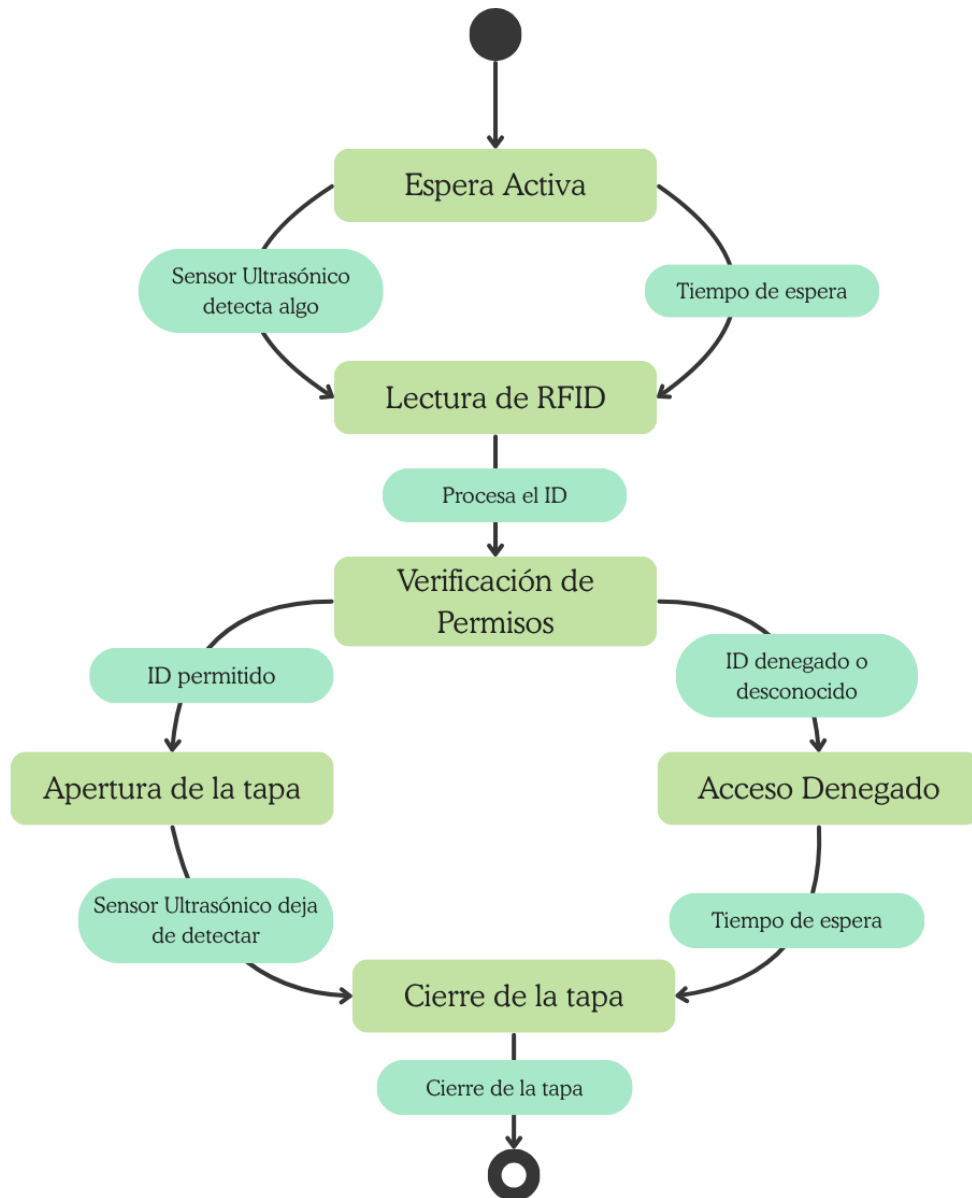 Espera Activa
Sensor Ultrasónico
detecta algo
Tiempo de espera
Lectura de RFID
Procesa el ID
Verificación de
Permisos
ID permitido
ID denegado o
desconocido
Apertura de la tapa
Acceso Denegado
Sensor Ultrasónico deja
de detectar
Tiempo de espera
Cierre de la tapa
Cierre de la tapa